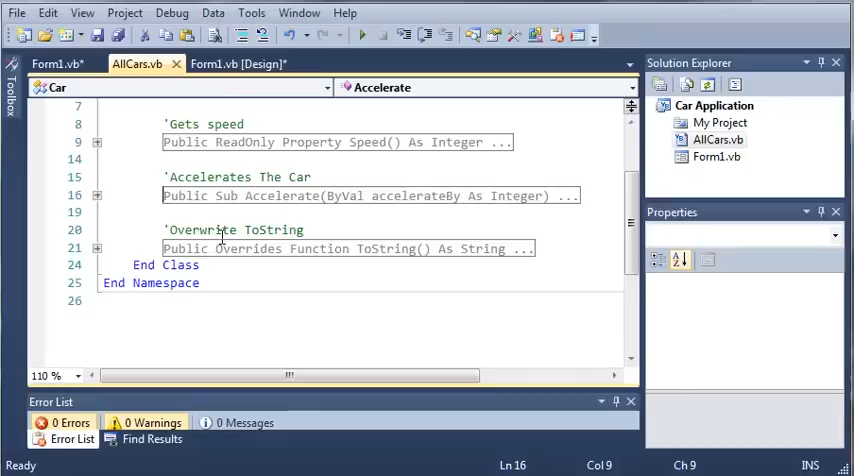 File Edit View Project Debug Data Tools Window Help
Form1.vb* AllCars.vb Form1.vb [Design]*
Toolbox
Car Accelerate
7
8 'Gets speed
9 Public ReadOnly Property Speed() As Integer ...
14
15 'Accelerates The Car
16 Public Sub Accelerate(ByVal accelerateBy As Integer) ...
19
20 'Overwrite ToString
21 Public Overrides Function ToString() As String ...
24 End Class
25 End Namespace
26
110 %
Solution Explorer
Car Application
My Project
AllCars.vb
Form1.vb
Properties
Error List
0 Errors 0 Warnings 0 Messages
Error List Find Results
Ready Ln 16 Col 9 Ch 9 INS